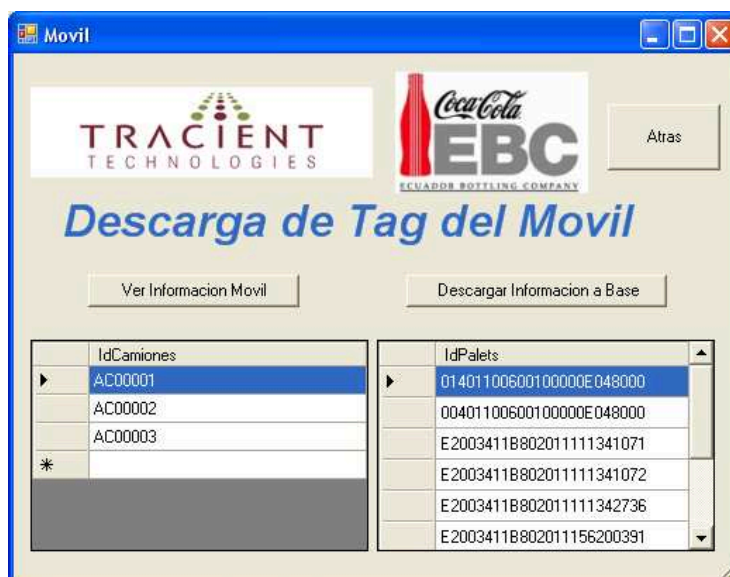 Movil
TRACIENT
TECHNOLOGIES
Coca-Cola
EBC
ECUADOR BOTTLING COMPANY
Atras
Descarga de Tag del Movil
Ver Informacion Movil
Descargar Informacion a Base
IdCamiones
AC00001
AC00002
AC00003
IdPalets
01401100600100000E048000
00401100600100000E048000
E2003411B802011111341071
E2003411B802011111341072
E2003411B802011111342736
E2003411B802011156200391